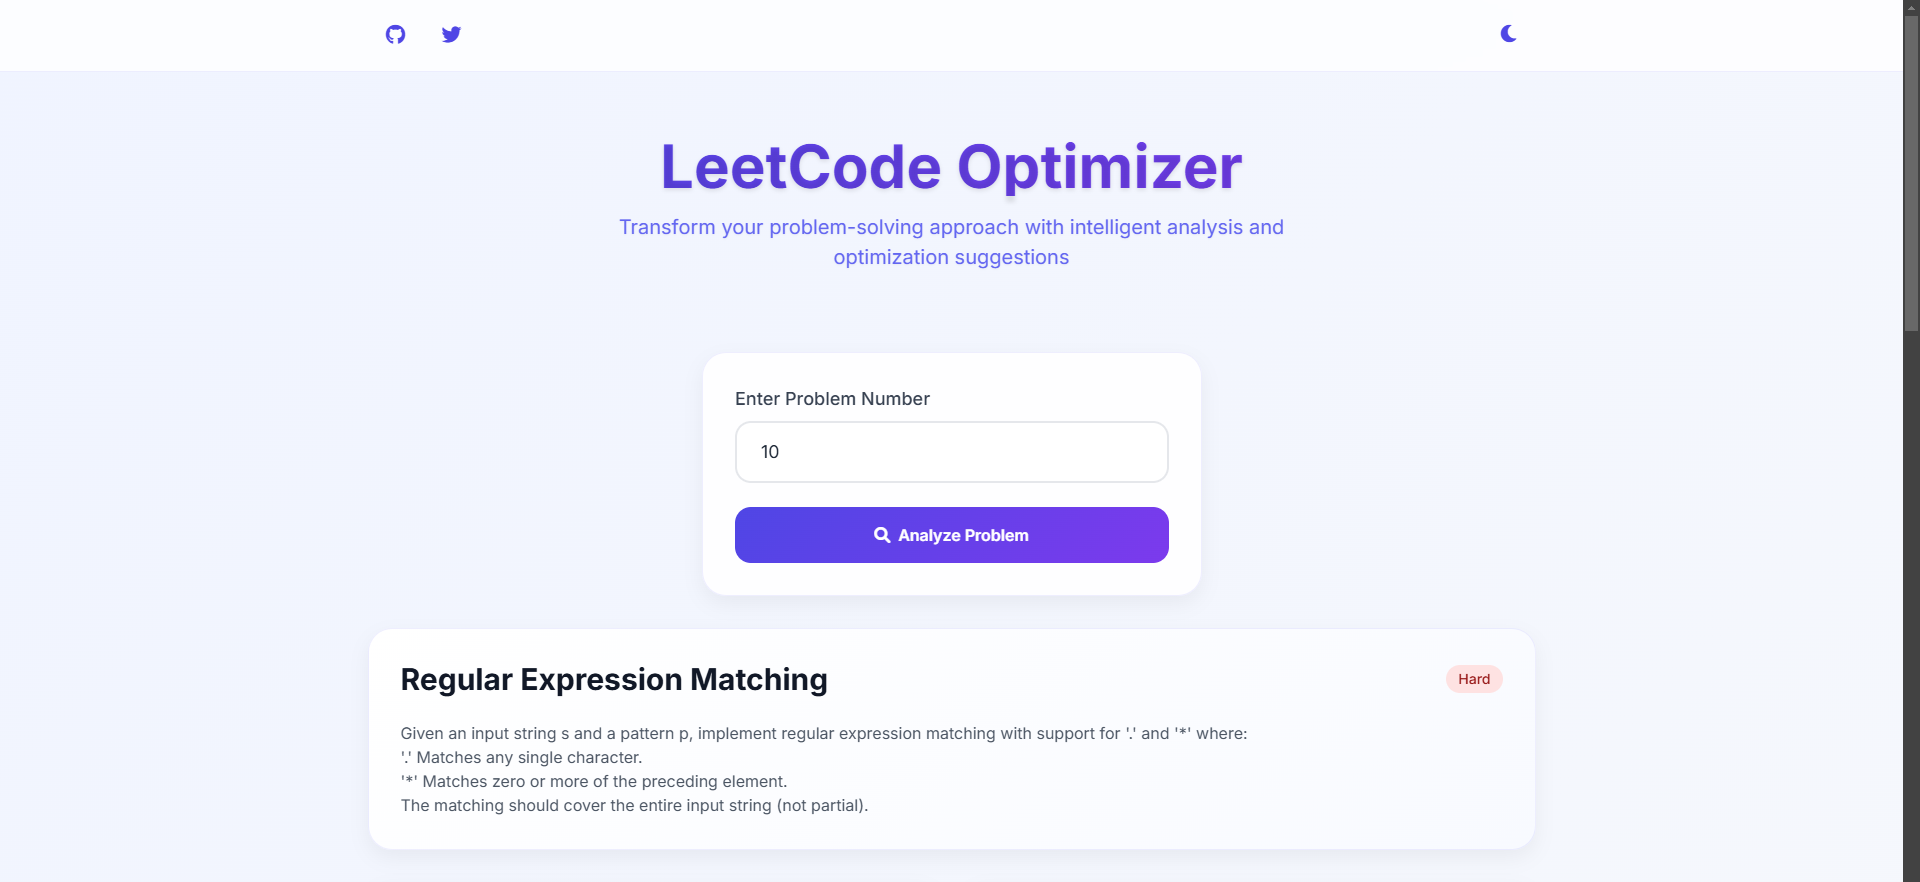 LeetCode Optimizer
Transform your problem-solving approach with intelligent analysis and
optimization suggestions
Enter Problem Number
10
Analyze Problem
Regular Expression Matching
Hard
Given an input string s and a pattern p, implement regular expression matching with support for '.' and '*' where:
'.' Matches any single character.
'*' Matches zero or more of the preceding element.
The matching should cover the entire input string (not partial).